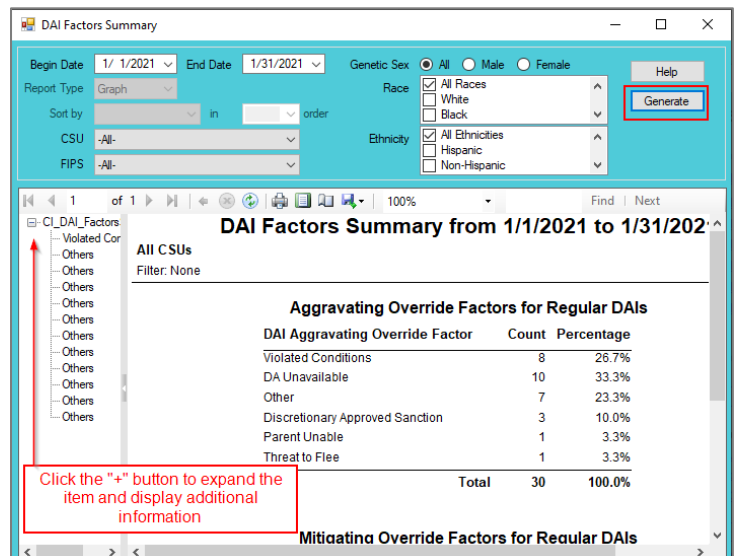 DAI Factors Summary
Begin Date 1/ 1/2021 End Date 1/31/2021 Genetic Sex All Male Female Help
Report Type Graph Race All Races
White
Black
Generate
Sort by in order
CSU -All- Ethnicity All Ethnicities
Hispanic
Non-Hispanic
FIPS -All-
1 of 1 100% Find | Next
CI_DAI_Factors
Violated Cor
Others
Others
Others
Others
Others
Others
Others
Others
Others
Others
Others
DAI Factors Summary from 1/1/2021 to 1/31/202
All CSUs
Filter: None
Aggravating Override Factors for Regular DAIs
DAI Aggravating Override Factor Count Percentage
Violated Conditions 8 26.7%
DA Unavailable 10 33.3%
Other 7 23.3%
Discretionary Approved Sanction 3 10.0%
Parent Unable 1 3.3%
Threat to Flee 1 3.3%
Total 30 100.0%
Click the "+" button to expand the
item and display additional
information
Mitigating Override Factors for Regular DAIs